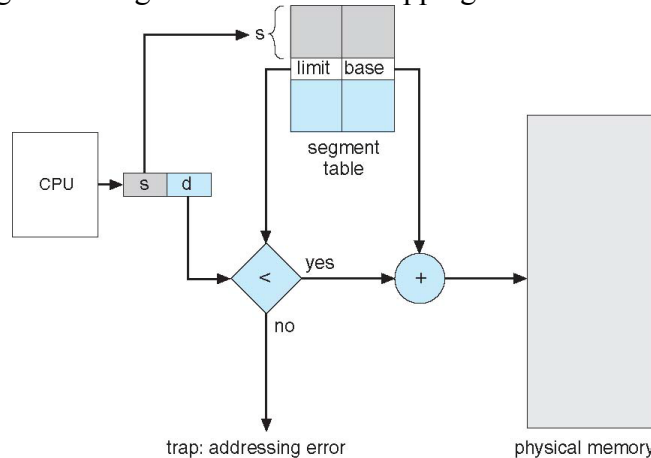 s
limit base
segment
table
CPU
s d
<
yes
+
no
trap: addressing error
physical memory